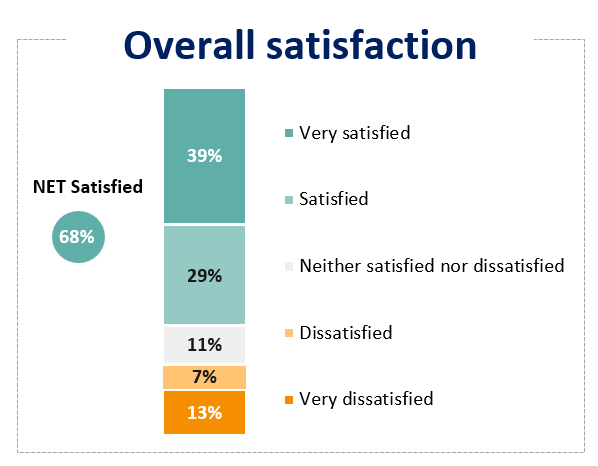 Overall satisfaction
NET Satisfied
68%
39%
29%
11%
7%
13%
Very satisfied
Satisfied
Neither satisfied nor dissatisfied
Dissatisfied
Very dissatisfied